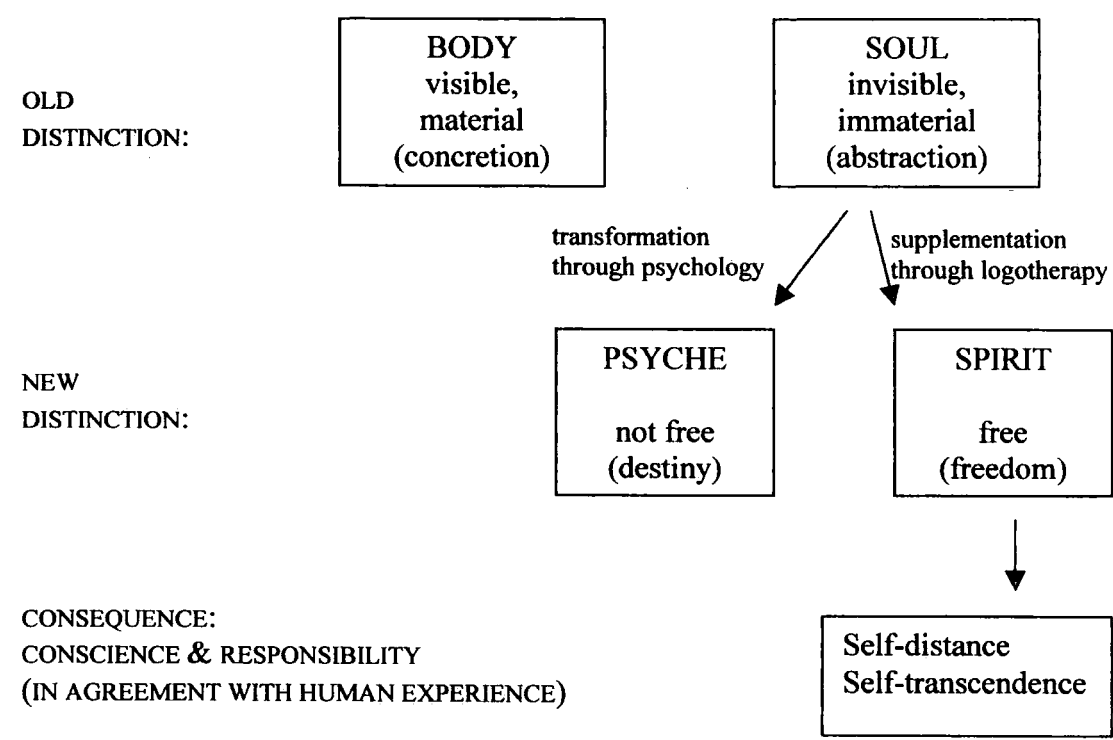 BODY
visible,
material
(concretion)
SOUL
invisible,
immaterial
(abstraction)
OLD
DISTINCTION:
transformation
through psychology
supplementation
through logotherapy
NEW
DISTINCTION:
PSYCHE
not free
(destiny)
SPIRIT
free
(freedom)
CONSEQUENCE:
CONSCIENCE & RESPONSIBILITY
(IN AGREEMENT WITH HUMAN EXPERIENCE)
Self-distance
Self-transcendence